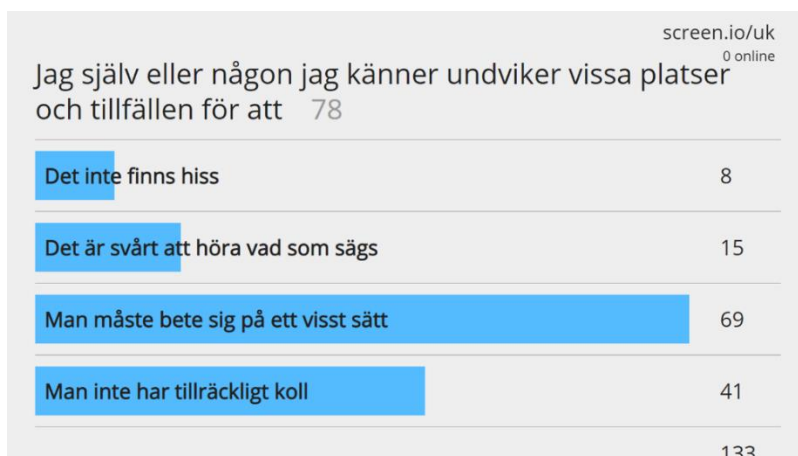 screen.io/uk
0 online
Jag själv eller någon jag känner undviker vissa platser
och tillfällen för att 78
Det inte finns hiss 8
Det är svårt att höra vad som sägs 15
Man måste bete sig på ett visst sätt 69
Man inte har tillräckligt koll 41
133